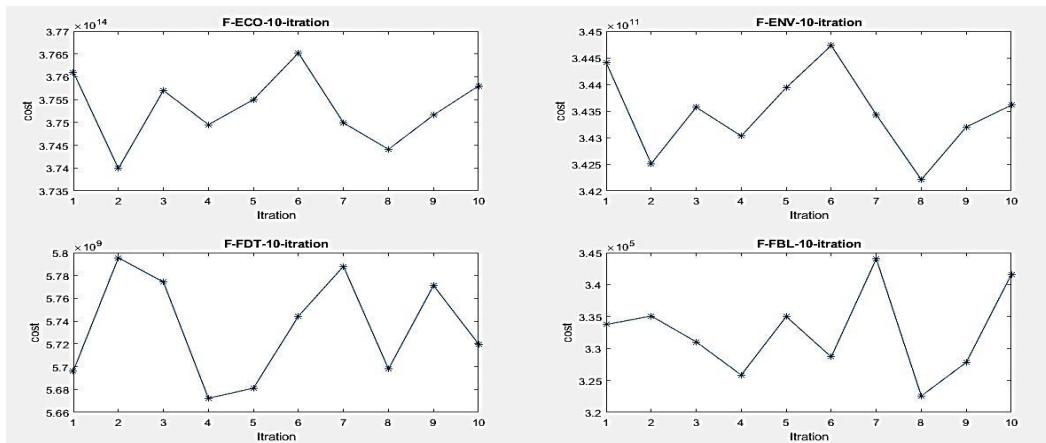 F-ECO-10-itration
×10^14
3.77
3.765
3.76
3.755
3.75
3.745
3.74
3.735
cost
1 2 3 4 5 6 7 8 9 10
Itration
F-ENV-10-itration
×10^11
3.45
3.445
3.44
3.435
3.43
3.425
3.42
cost
1 2 3 4 5 6 7 8 9 10
Itration
F-FDT-10-itration
×10^9
5.8
5.78
5.76
5.74
5.72
5.7
5.68
5.66
cost
1 2 3 4 5 6 7 8 9 10
Itration
F-FBL-10-itration
×10^5
3.45
3.4
3.35
3.3
3.25
3.2
cost
1 2 3 4 5 6 7 8 9 10
Itration